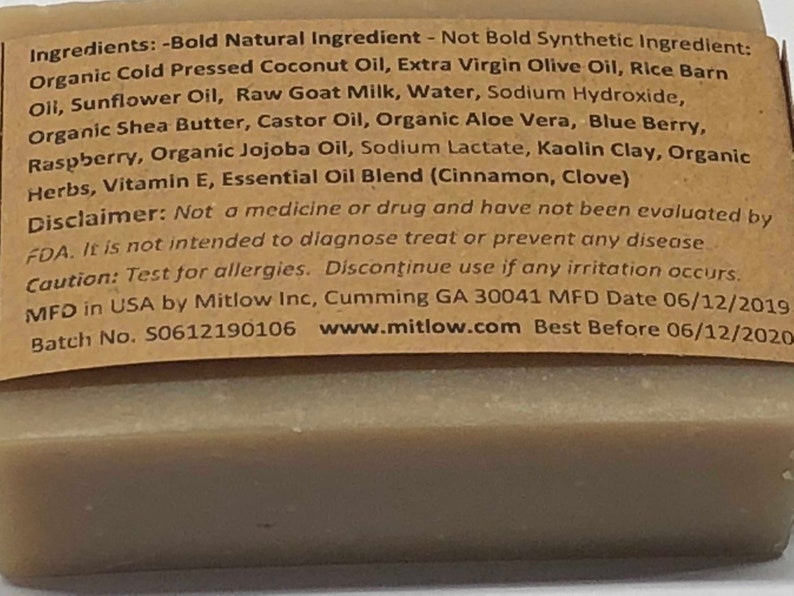 Ingredients: -Bold Natural Ingredient - Not Bold Synthetic Ingredient:
Organic Cold Pressed Coconut Oil, Extra Virgin Olive Oil, Rice Barn
Oil, Sunflower Oil, Raw Goat Milk, Water, Sodium Hydroxide,
Organic Shea Butter, Castor Oil, Organic Aloe Vera, Blue Berry,
Raspberry, Organic Jojoba Oil, Sodium Lactate, Kaolin Clay, Organic
Herbs, Vitamin E, Essential Oil Blend (Cinnamon, Clove)
Disclaimer: Not a medicine or drug and have not been evaluated by
FDA. It is not intended to diagnose treat or prevent any disease
Caution: Test for allergies. Discontinue use if any irritation occurs.
MFD in USA by Mitlow Inc, Cumming GA 30041 MFD Date 06/12/2019
Batch No. S0612190106 www.mitlow.com Best Before 06/12/2020